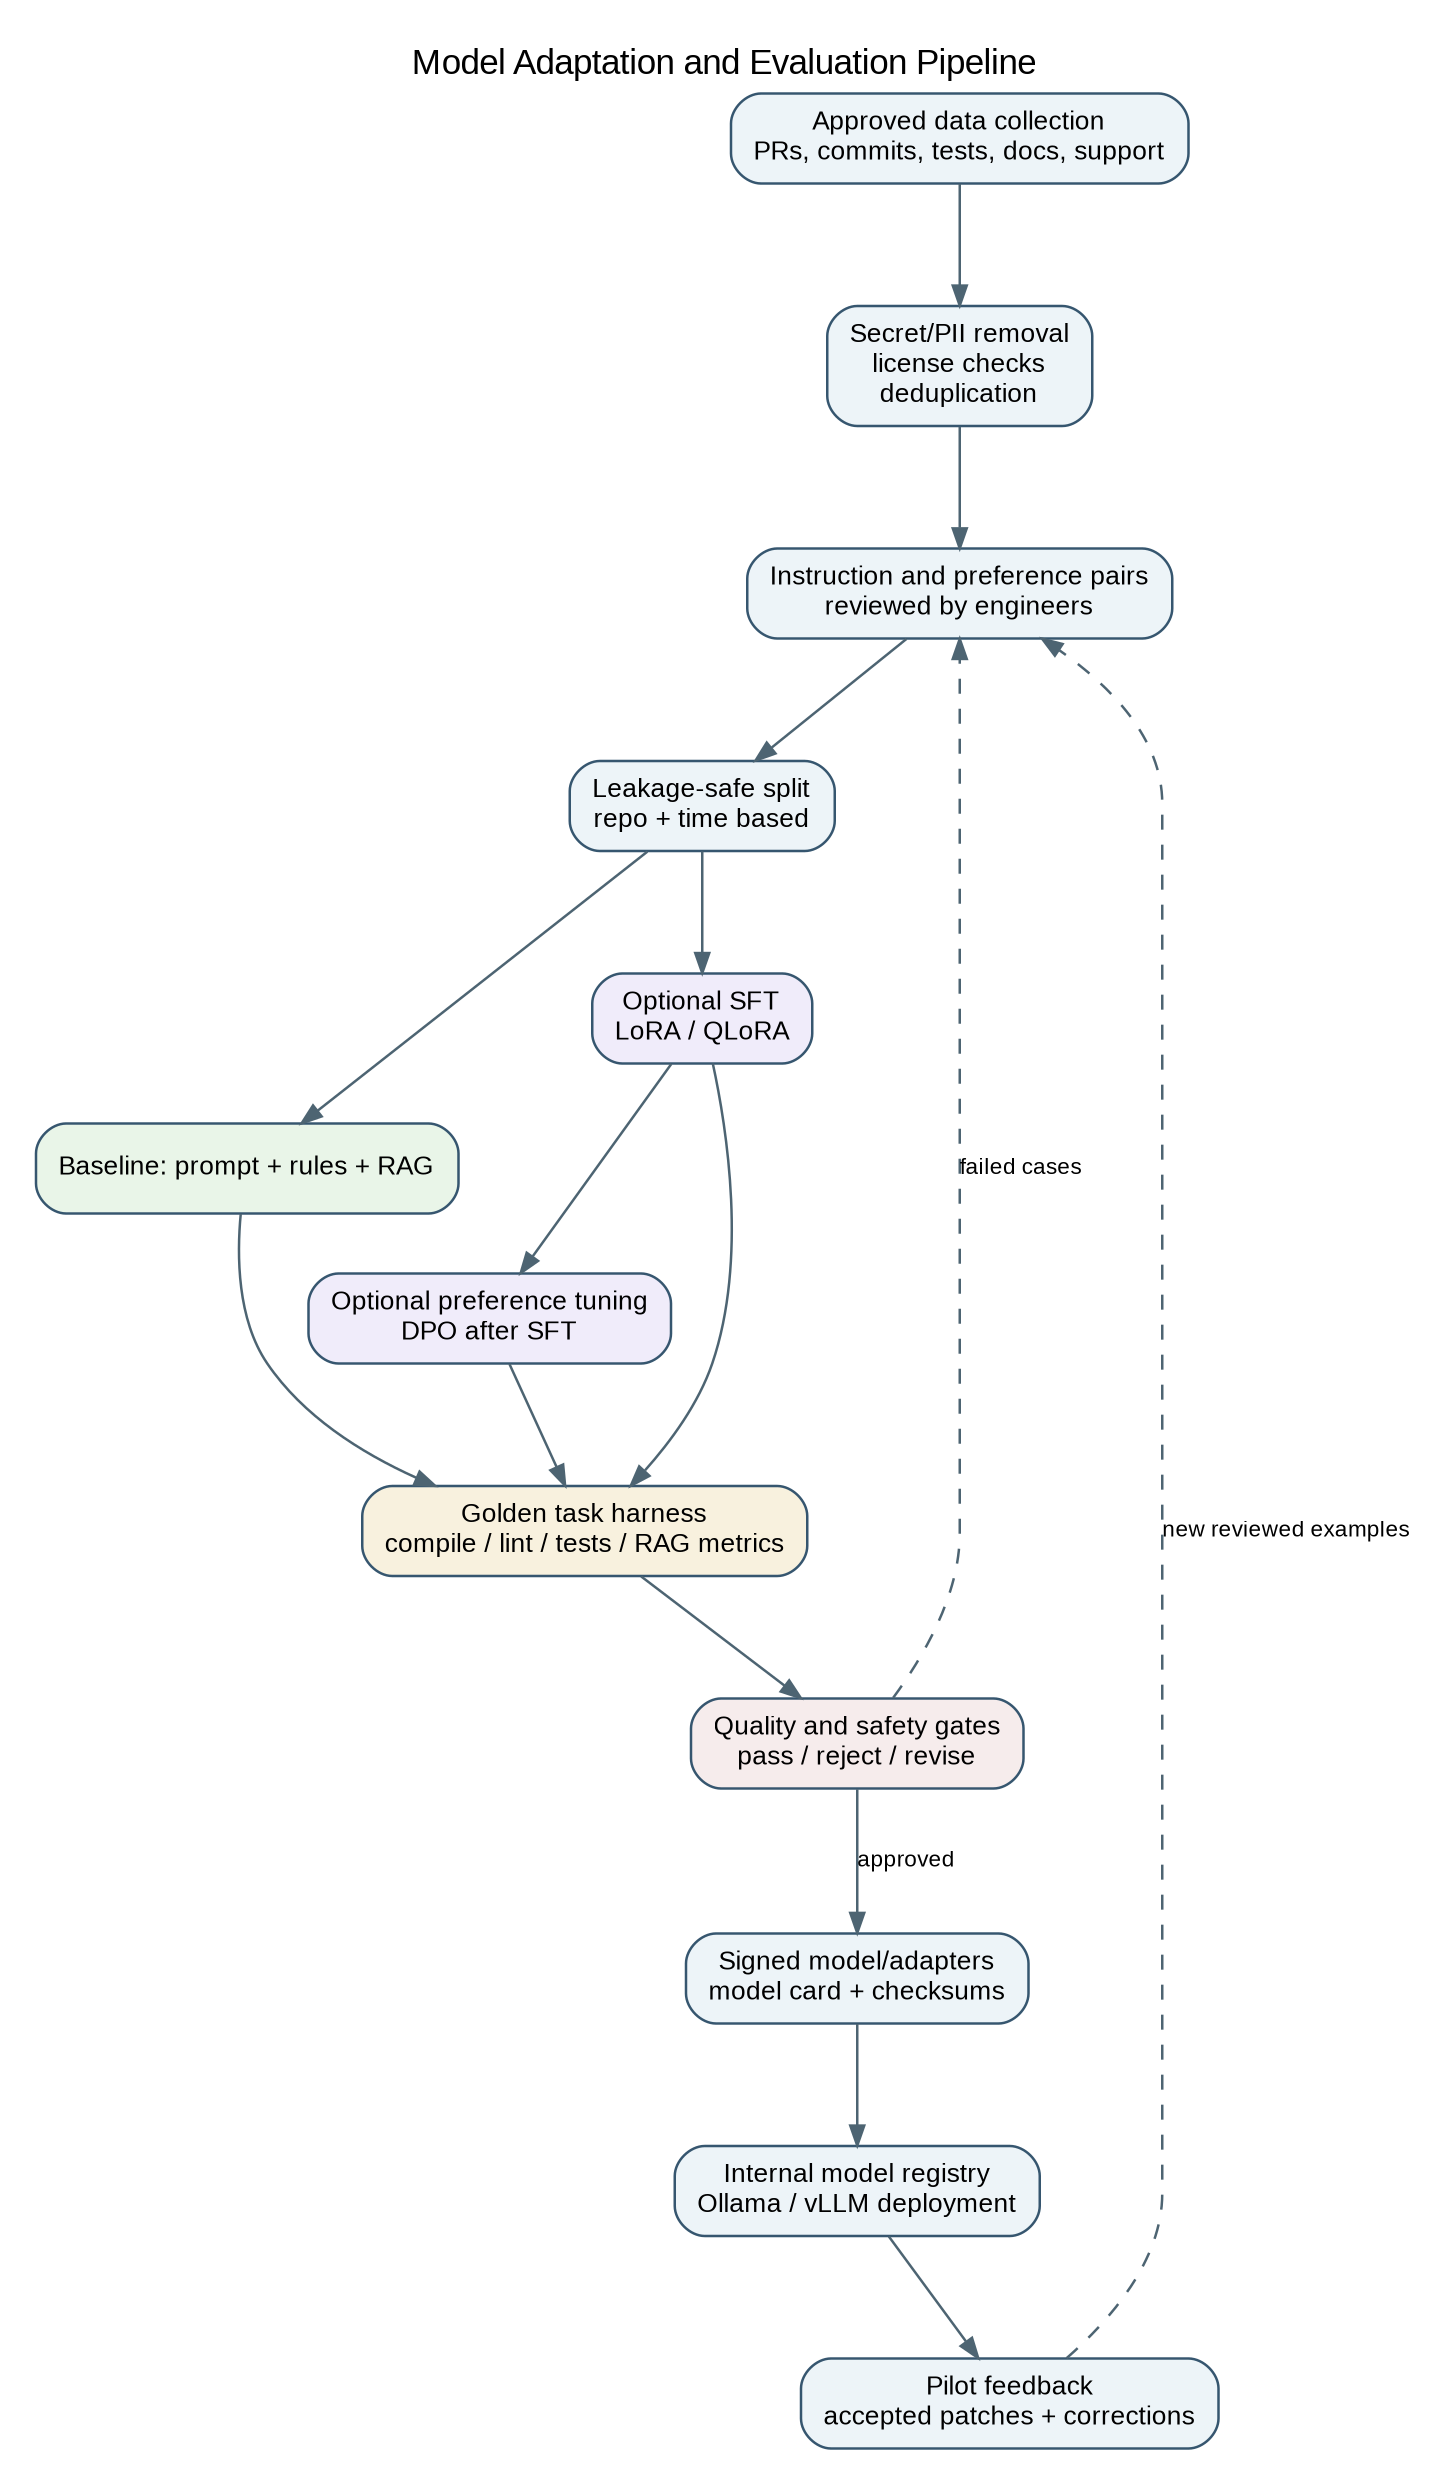 Model Adaptation and Evaluation Pipeline
Approved data collection
PRs, commits, tests, docs, support
Secret/PII removal
license checks
deduplication
Instruction and preference pairs
reviewed by engineers
Leakage-safe split
repo + time based
Optional SFT
LoRA / QLoRA
Baseline: prompt + rules + RAG
failed cases
Optional preference tuning
DPO after SFT
Golden task harness
compile / lint / tests / RAG metrics
new reviewed examples
Quality and safety gates
pass / reject / revise
approved
Signed model/adapters
model card + checksums
Internal model registry
Ollama / vLLM deployment
Pilot feedback
accepted patches + corrections